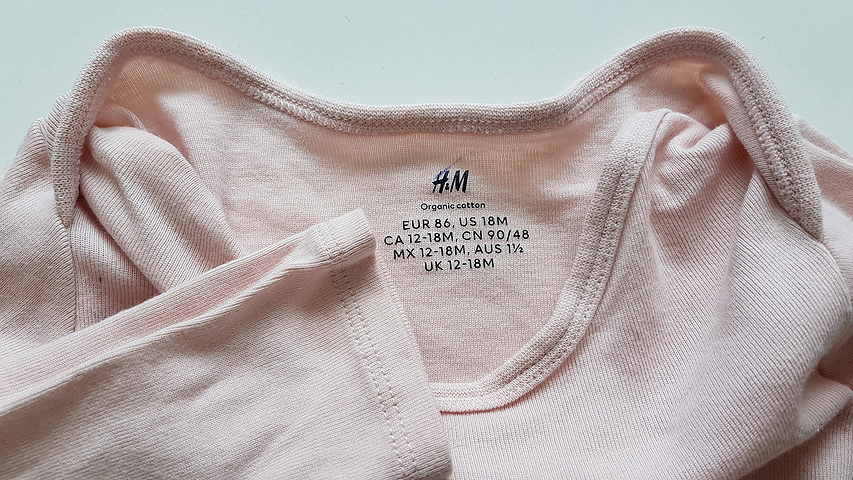 H&M
Organic cotton
EUR 86, US 18M
CA 12-18M, CN 90/48
MX 12-18M, AUS 1½
UK 12-18M